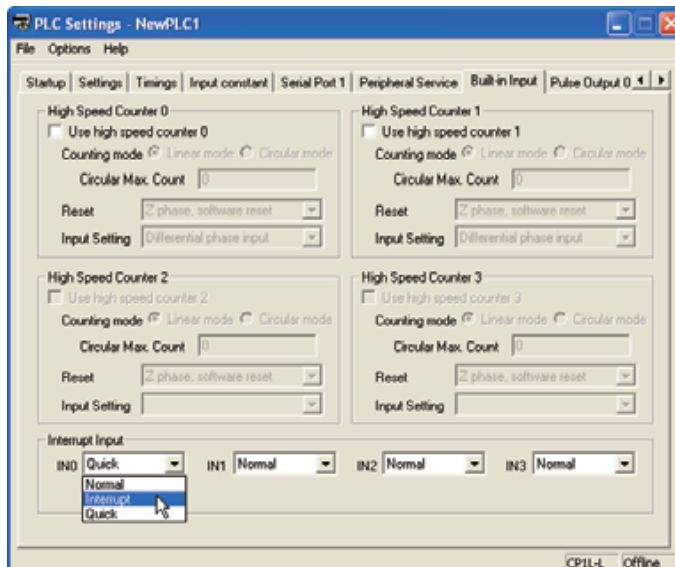 PLC Settings - NewPLC1
File Options Help
Startup Settings Timings Input constant Serial Port 1 Peripheral Service Built-in Input Pulse Output 0
High Speed Counter 0
Use high speed counter 0
Counting mode Linear mode Circular mode
Circular Max. Count 0
Reset Z phase, software reset
Input Setting Differential phase input
High Speed Counter 1
Use high speed counter 1
Counting mode Linear mode Circular mode
Circular Max. Count 0
Reset Z phase, software reset
Input Setting Differential phase input
High Speed Counter 2
Use high speed counter 2
Counting mode Linear mode Circular mode
Circular Max. Count 0
Reset Z phase, software reset
Input Setting
High Speed Counter 3
Use high speed counter 3
Counting mode Linear mode Circular mode
Circular Max. Count 0
Reset Z phase, software reset
Input Setting
Interrupt Input
IN0 Quick IN1 Normal IN2 Normal IN3 Normal
Normal
Interrupt
Quick
CP1L-L Offline